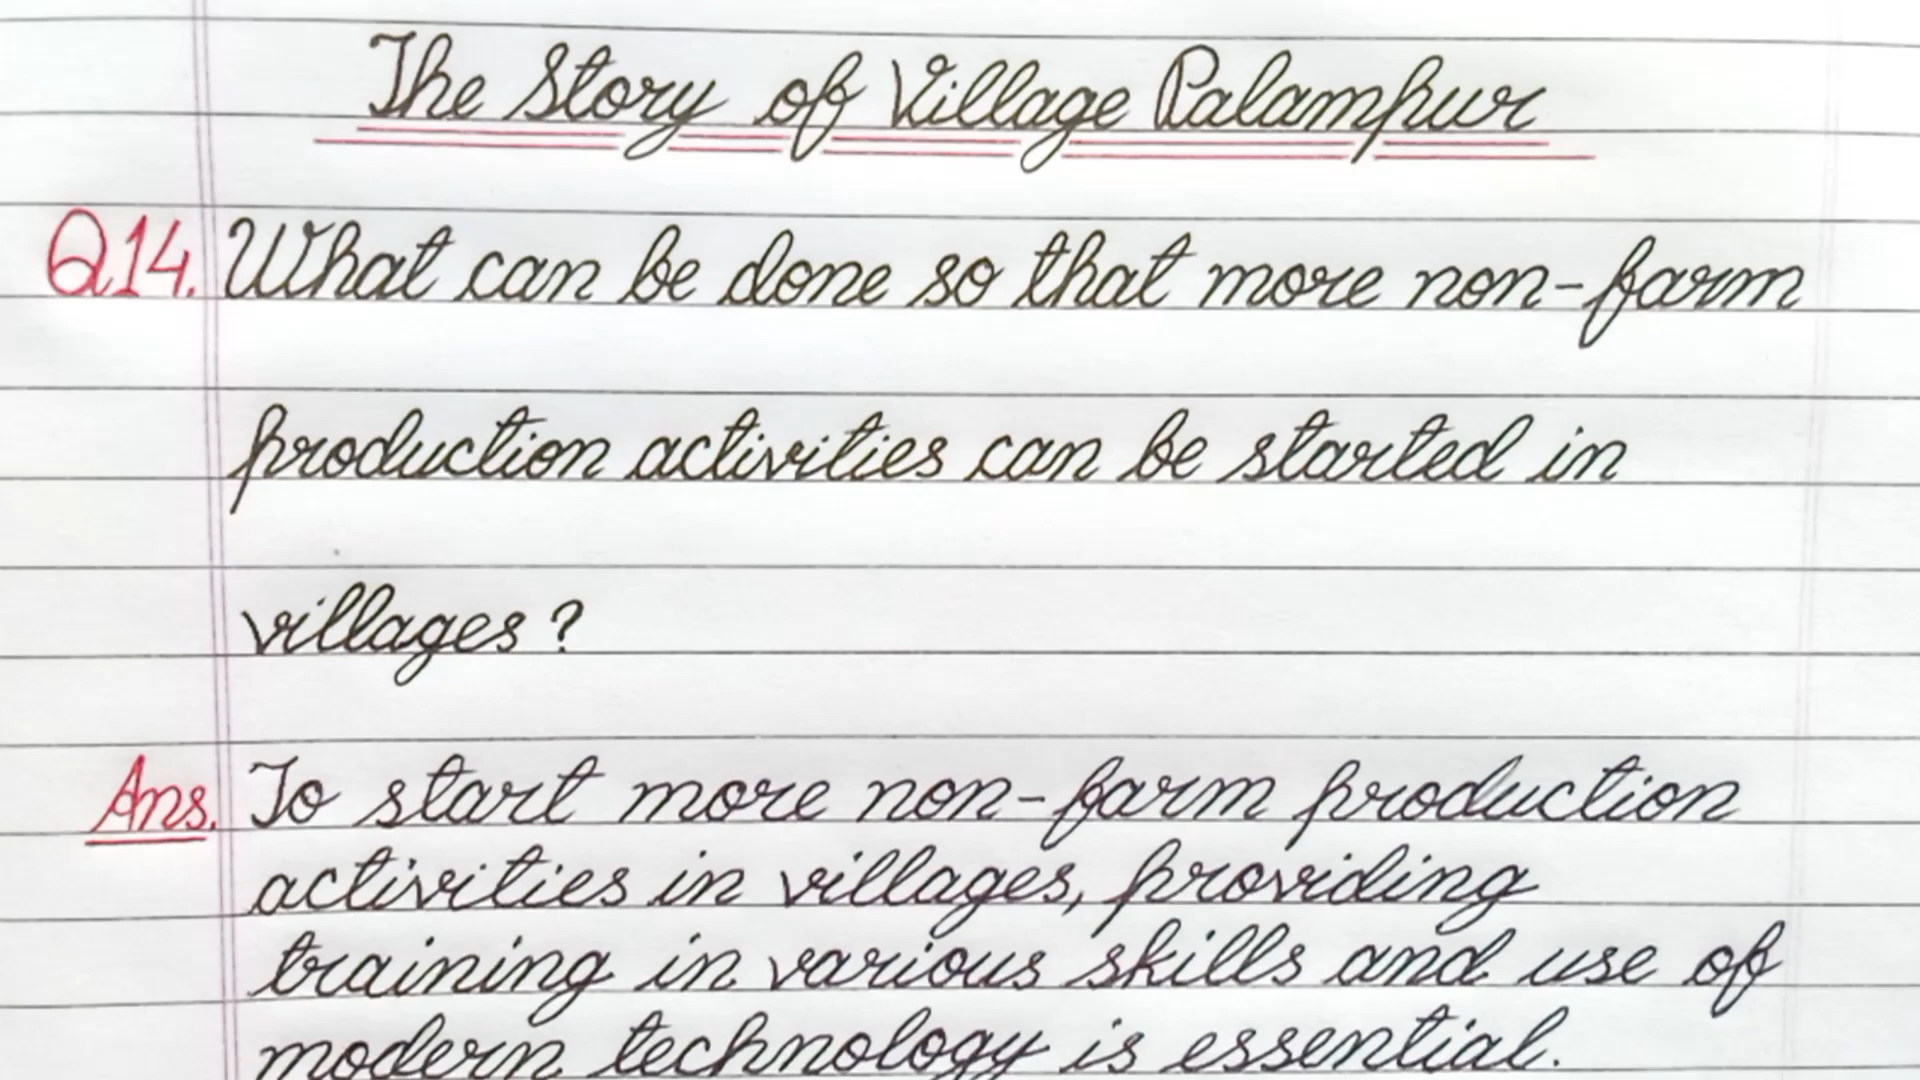 The Story of Village Palampur
Q14. What can be done so that more non-farm
production activities can be started in
villages?
Ans. To start more non-farm production
activities in villages, providing
training in various skills and use of
modern technology is essential.